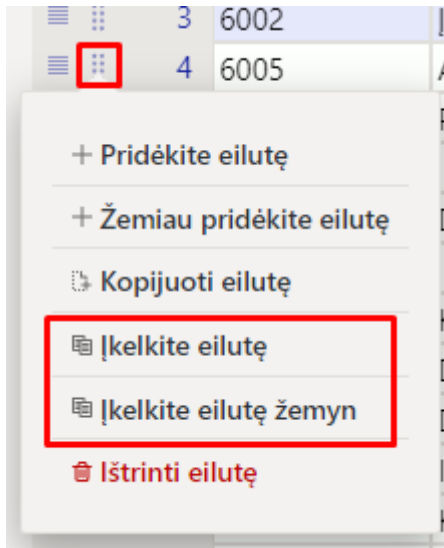 3 6002
4 6005
Pridėkite eilutę
Žemiau pridėkite eilutę
Kopijuoti eilutę
Įkelkite eilutę
Įkelkite eilutę žemyn
Ištrinti eilutę